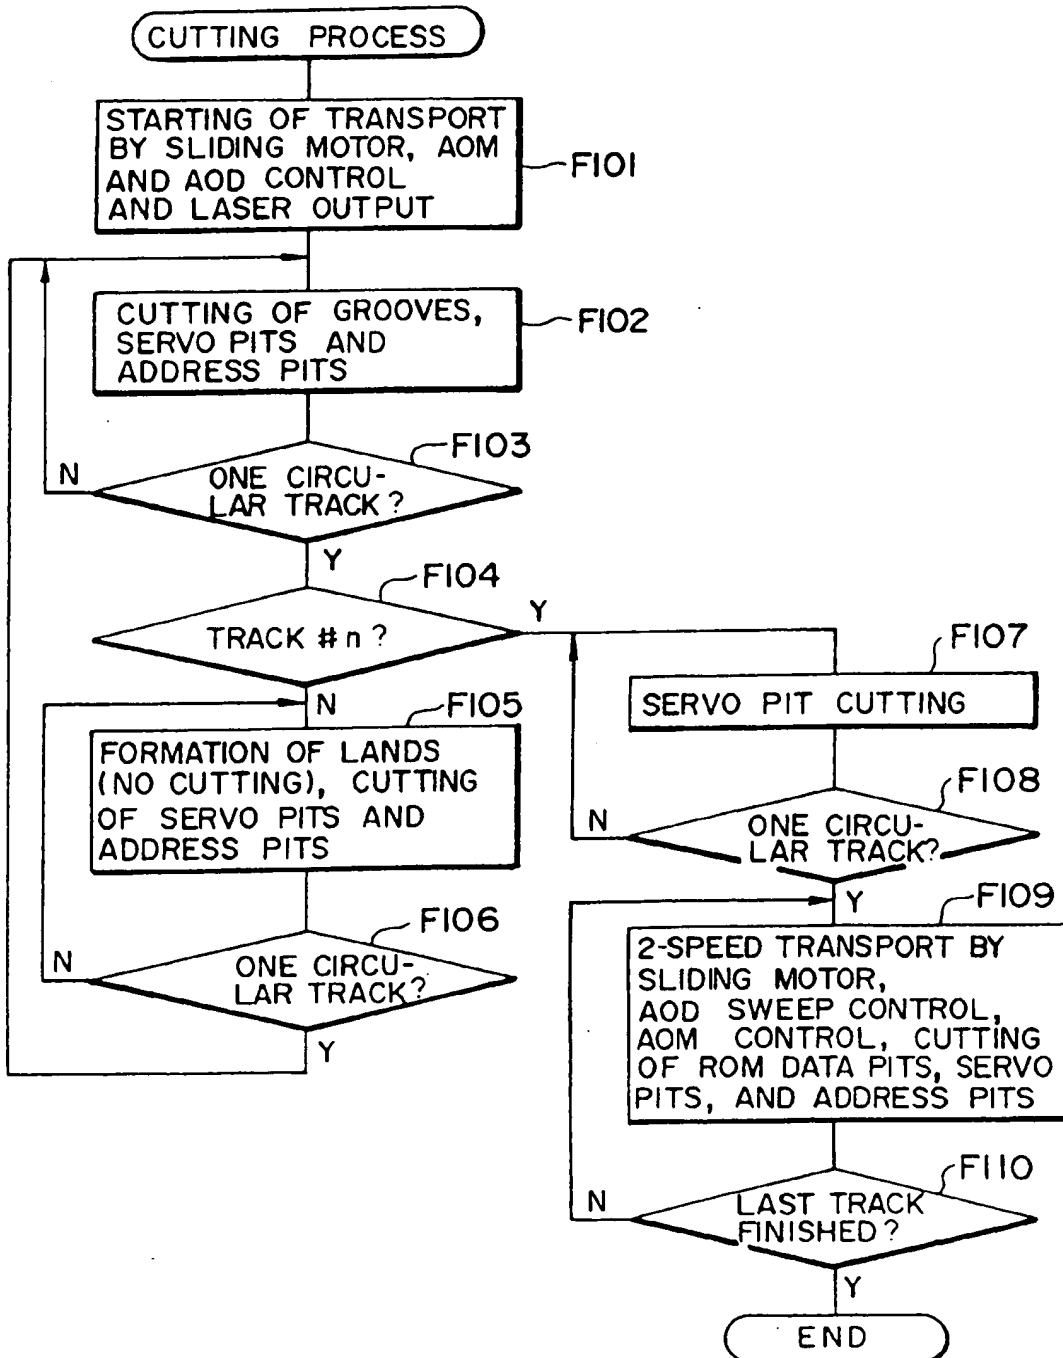 CUTTING PROCESS
STARTING OF TRANSPORT
BY SLIDING MOTOR, AOM
AND AOD CONTROL
AND LASER OUTPUT
F101
CUTTING OF GROOVES,
SERVO PITS AND
ADDRESS PITS
F102
F103
ONE CIRCU-
LAR TRACK?
N
Y
F104
TRACK #n?
Y
N
F105
FORMATION OF LANDS
(NO CUTTING), CUTTING
OF SERVO PITS AND
ADDRESS PITS
F106
ONE CIRCU-
LAR TRACK?
N
Y
F107
SERVO PIT CUTTING
F108
ONE CIRCU-
LAR TRACK?
N
Y
F109
2-SPEED TRANSPORT BY
SLIDING MOTOR,
AOD SWEEP CONTROL,
AOM CONTROL, CUTTING
OF ROM DATA PITS, SERVO
PITS, AND ADDRESS PITS
F110
LAST TRACK
FINISHED?
N
Y
END